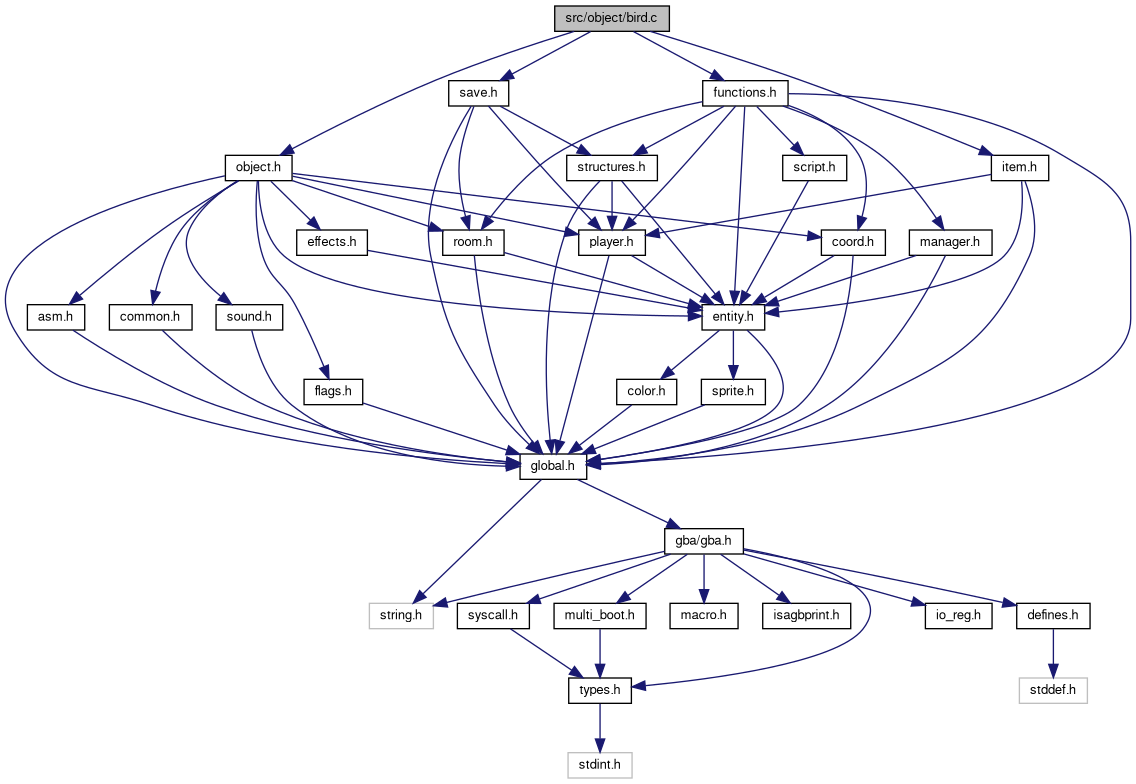 src/object/bird.c
save.h
functions.h
object.h
structures.h
script.h
item.h
effects.h
room.h
player.h
coord.h
manager.h
asm.h
common.h
sound.h
entity.h
flags.h
color.h
sprite.h
global.h
gba/gba.h
string.h
syscall.h
multi_boot.h
macro.h
isagbprint.h
io_reg.h
defines.h
types.h
stddef.h
stdint.h